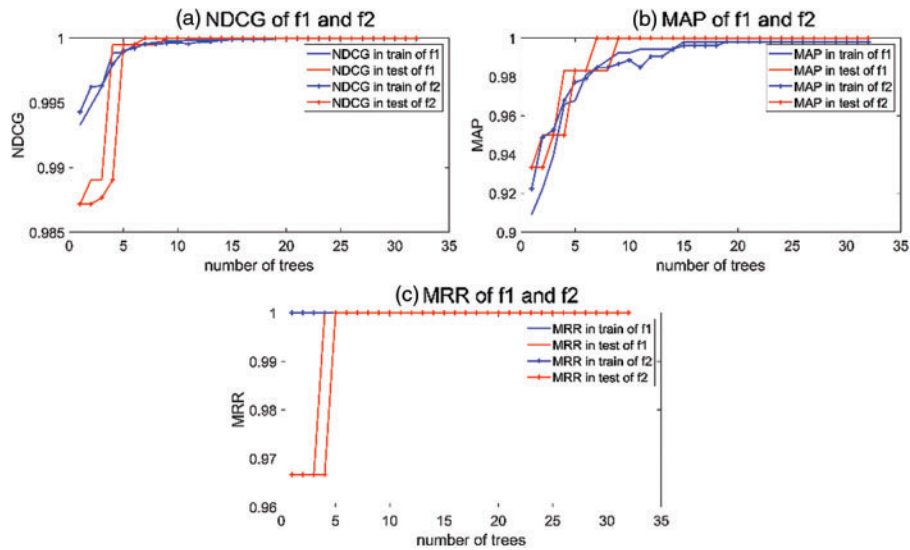 (a) NDCG of f1 and f2
1
0.995
0.99
0.985
NDCG
NDCG in train of f1
NDCG in test of f1
NDCG in train of f2
NDCG in test of f2
0 5 10 15 20 25 30 35
number of trees
(b) MAP of f1 and f2
1
0.98
0.96
0.94
0.92
0.9
MAP
MAP in train of f1
MAP in test of f1
MAP in train of f2
MAP in test of f2
0 5 10 15 20 25 30 35
number of trees
(c) MRR of f1 and f2
1
0.99
0.98
0.97
0.96
MRR
MRR in train of f1
MRR in test of f1
MRR in train of f2
MRR in test of f2
0 5 10 15 20 25 30 35
number of trees